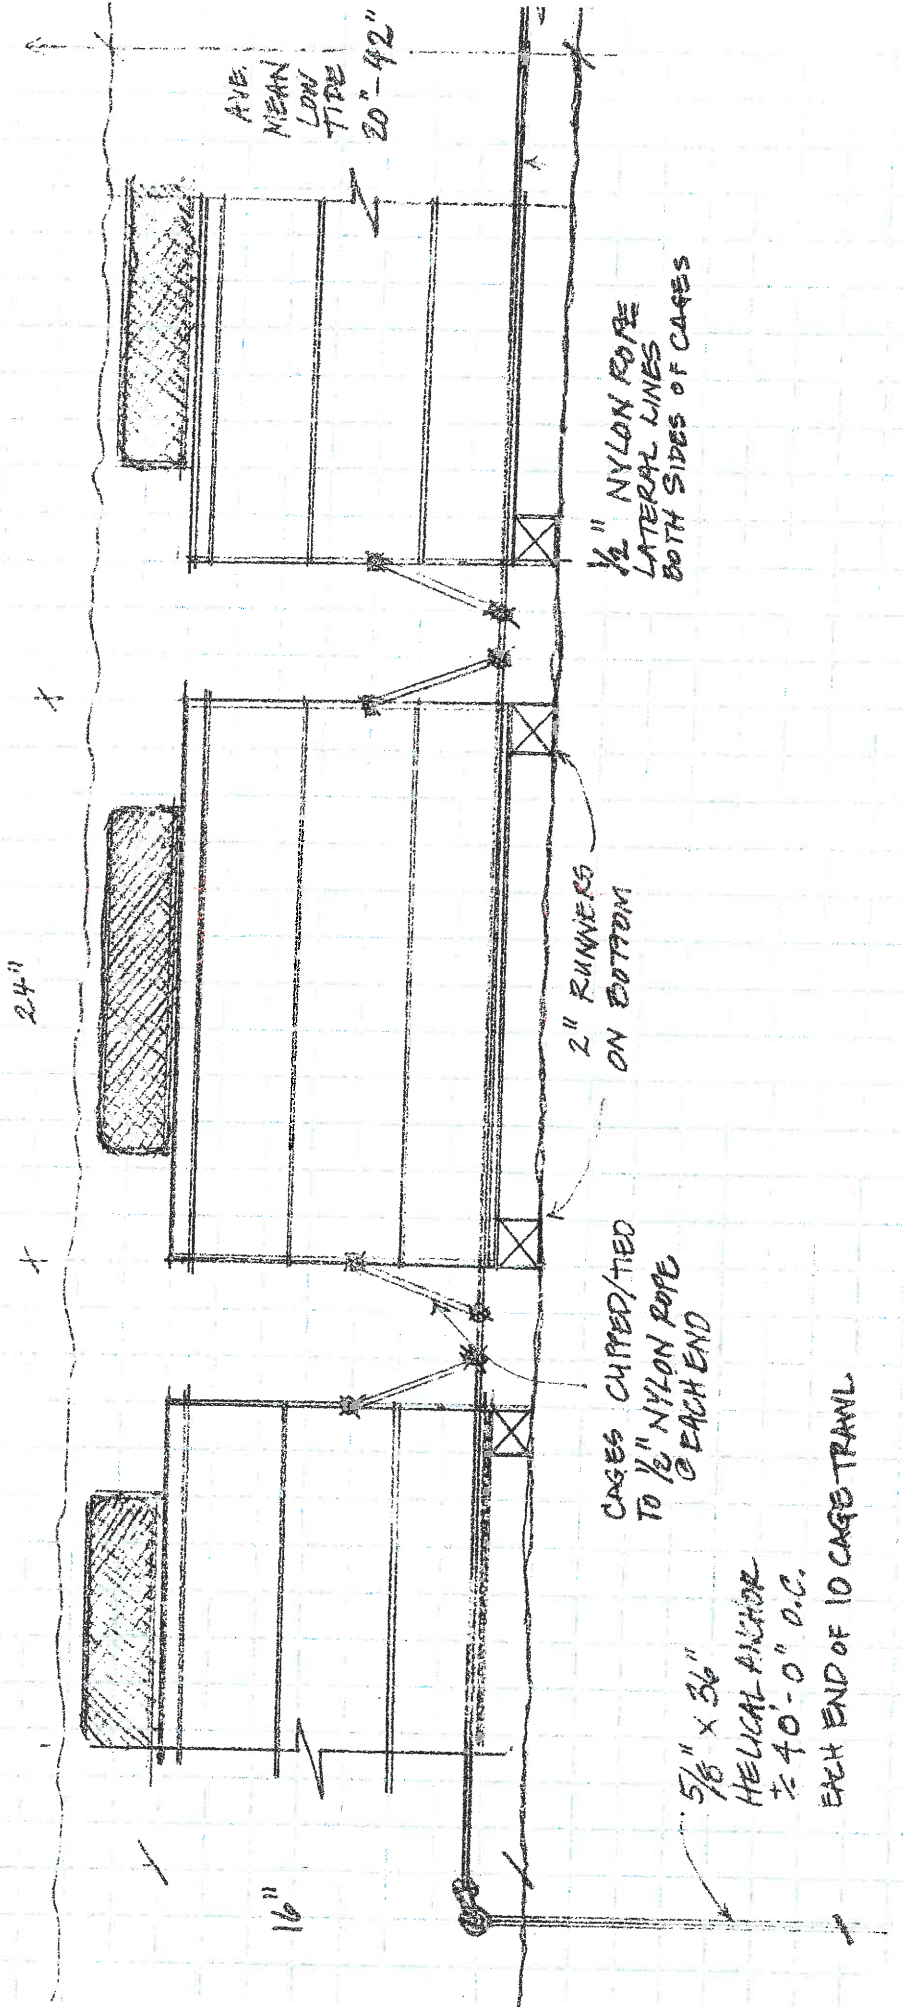 24"
16"
AVE.
MEAN
LOW
TIDE
20"-42"
5/8" X 36"
HELICAL ANCHOR
± 40'-0" O.C.
EACH END OF 10 CAGE TRAWL
CAGES CLIPPED/TIED
TO 1/2" NYLON ROPE
@ EACH END
2" RUNNERS
ON BOTTOM
1/2" NYLON ROPE
LATERAL LINES
BOTH SIDES OF CAGES